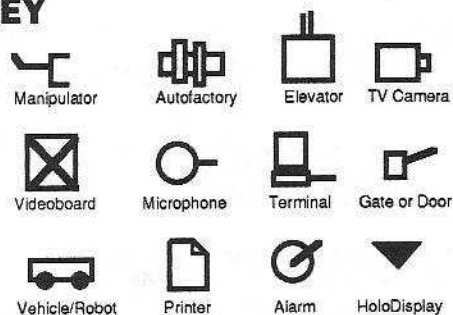 EY
Manipulator Autofactory Elevator TV Camera
Videoboard Microphone Terminal Gate or Door
Vehicle/Robot Printer Alarm HoloDisplay